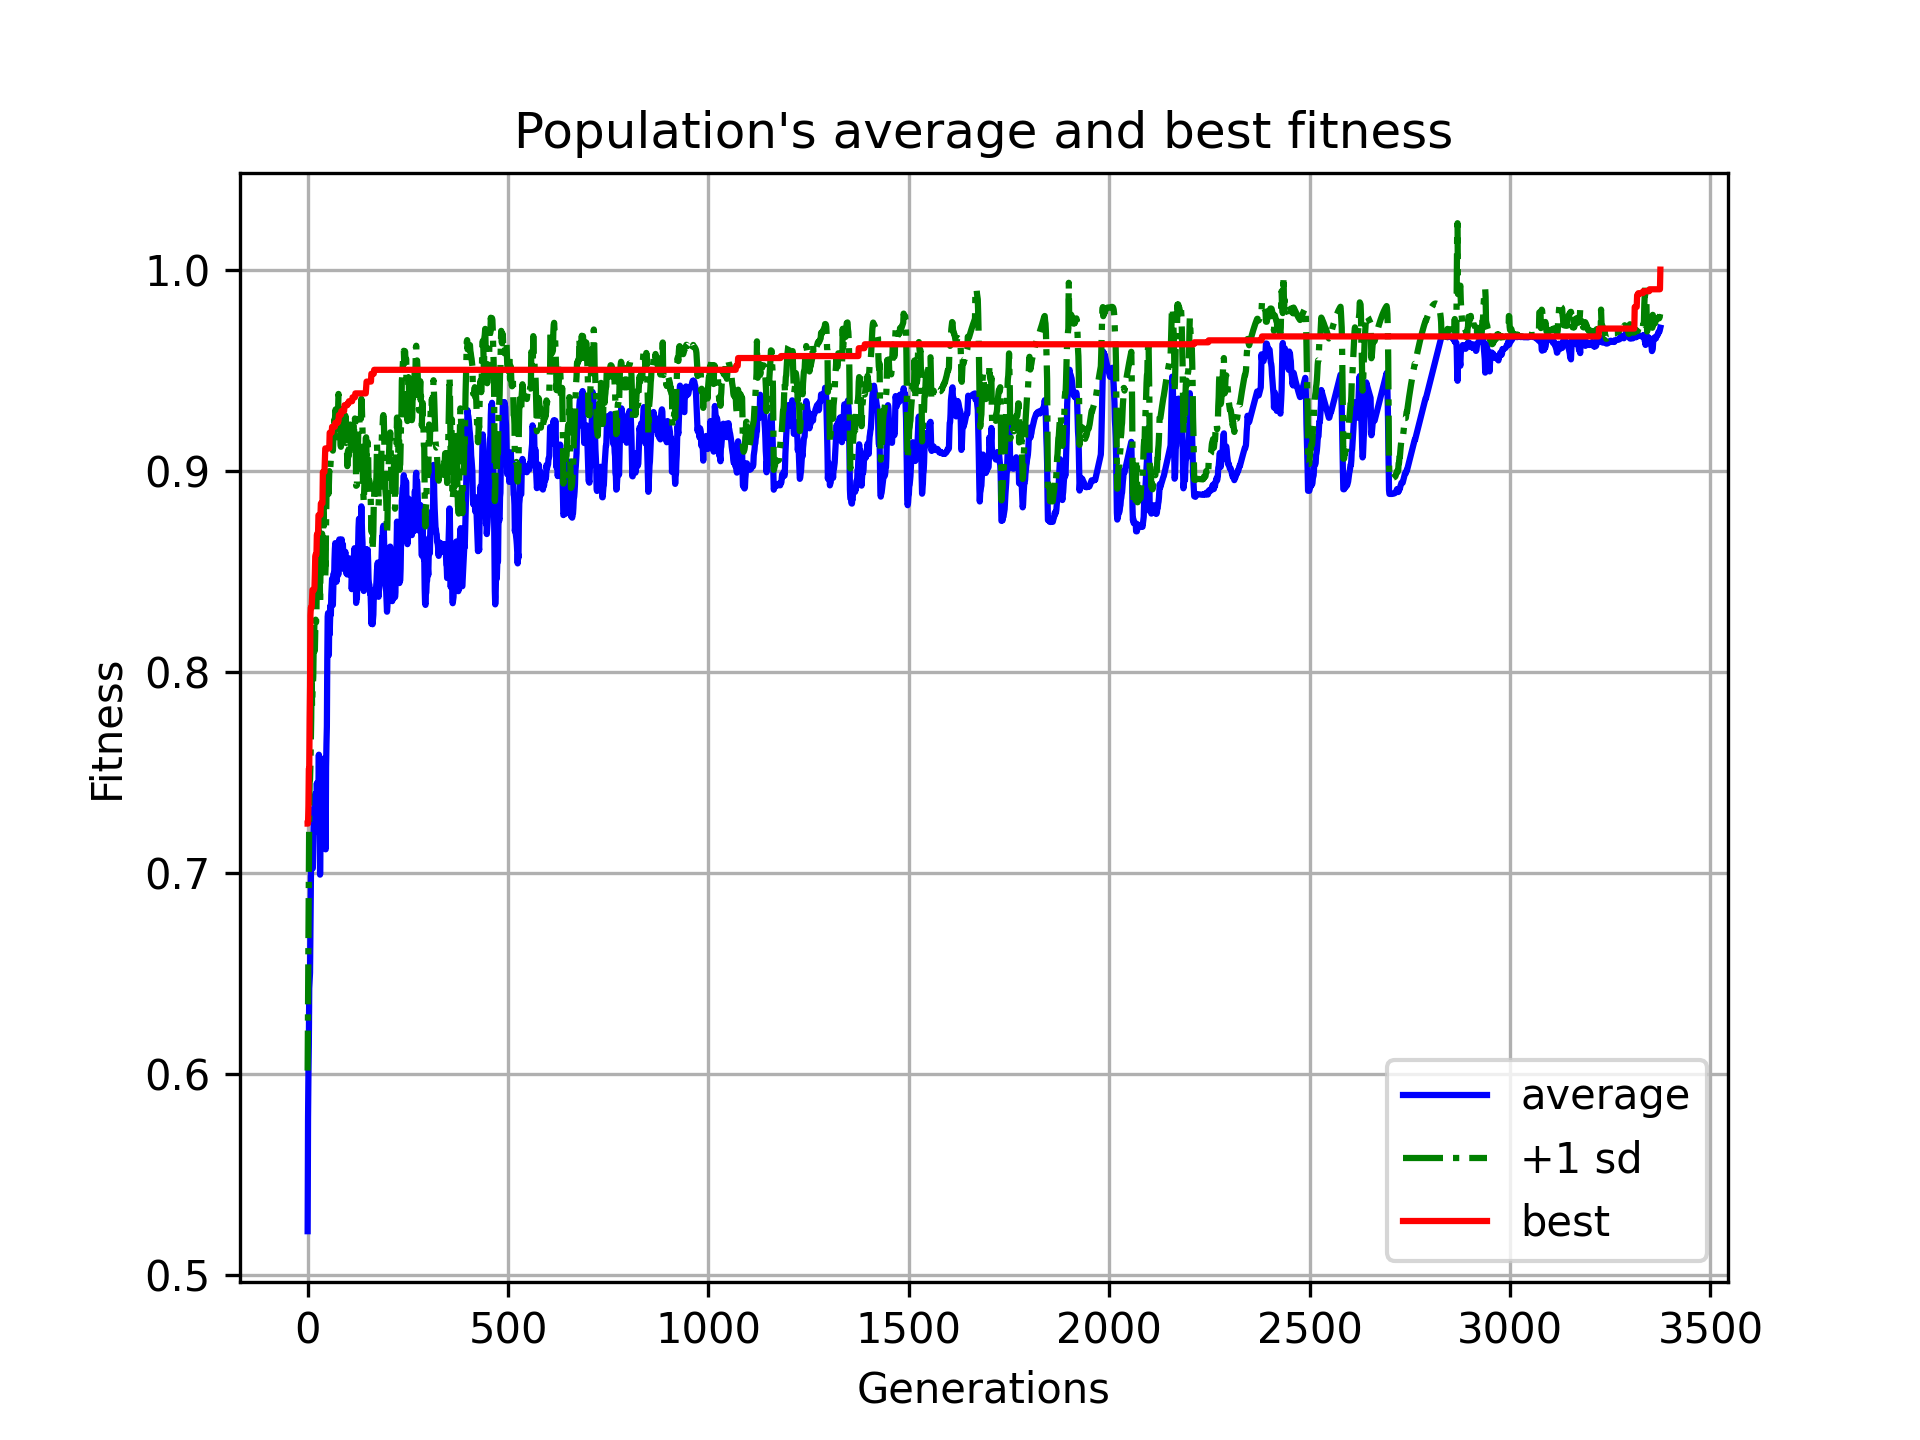 Population's average and best fitness
Fitness
1.0
0.9
0.8
0.7
0.6
0.5
0 500 1000 1500 2000 2500 3000 3500
Generations
average
+1 sd
best